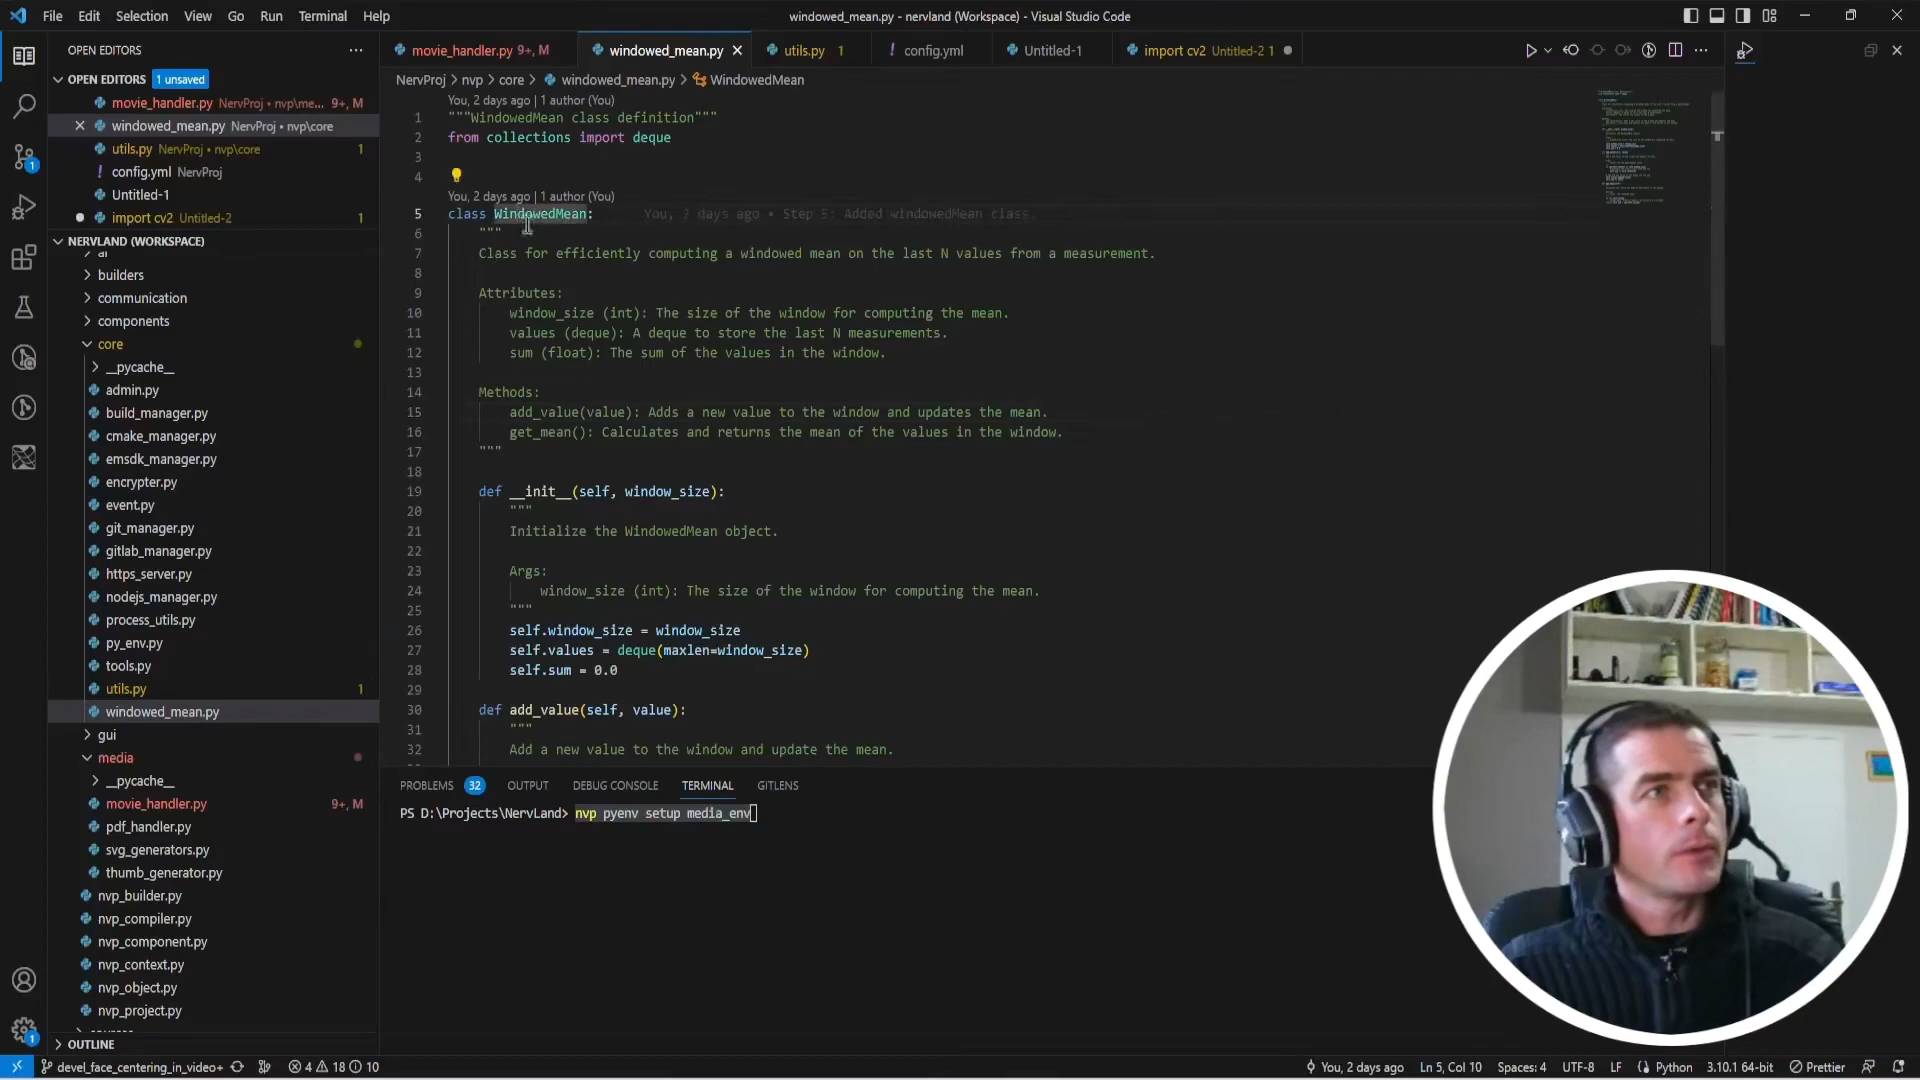 File Edit Selection View Go Run Terminal Help
windowed_mean.py - nervland (Workspace) - Visual Studio Code
OPEN EDITORS
movie_handler.py 9+, M
windowed_mean.py
utils.py 1
config.yml
Untitled-1
import cv2 Untitled-2 1
OPEN EDITORS 1 unsaved
movie_handler.py NervProj • nvp\me... 9+, M
windowed_mean.py NervProj • nvp\core
utils.py NervProj • nvp\core 1
config.yml NervProj
Untitled-1
import cv2 Untitled-2 1
NERVLAND (WORKSPACE)
ai
builders
communication
components
core
__pycache__
admin.py
build_manager.py
cmake_manager.py
emsdk_manager.py
encrypter.py
event.py
git_manager.py
gitlab_manager.py
https_server.py
nodejs_manager.py
process_utils.py
py_env.py
tools.py
utils.py 1
windowed_mean.py
gui
media
__pycache__
movie_handler.py 9+, M
pdf_handler.py
svg_generators.py
thumb_generator.py
nvp_builder.py
nvp_compiler.py
nvp_component.py
nvp_context.py
nvp_object.py
nvp_project.py
OUTLINE
NervProj > nvp > core > windowed_mean.py > WindowedMean
You, 2 days ago | 1 author (You)
1 """WindowedMean class definition"""
2 from collections import deque
3
4
You, 2 days ago | 1 author (You)
5 class WindowedMean: You, 2 days ago • Step 5: Added windowedMean class.
6 """
7 Class for efficiently computing a windowed mean on the last N values from a measurement.
8
9 Attributes:
10 window_size (int): The size of the window for computing the mean.
11 values (deque): A deque to store the last N measurements.
12 sum (float): The sum of the values in the window.
13
14 Methods:
15 add_value(value): Adds a new value to the window and updates the mean.
16 get_mean(): Calculates and returns the mean of the values in the window.
17 """
18
19 def __init__(self, window_size):
20 """
21 Initialize the WindowedMean object.
22
23 Args:
24 window_size (int): The size of the window for computing the mean.
25 """
26 self.window_size = window_size
27 self.values = deque(maxlen=window_size)
28 self.sum = 0.0
29
30 def add_value(self, value):
31 """
32 Add a new value to the window and update the mean.
PROBLEMS 32 OUTPUT DEBUG CONSOLE TERMINAL GITLENS
PS D:\Projects\NervLand> nvp pyenv setup media_env
1
1
devel_face_centering_in_video+ 4 18 10
You, 2 days ago Ln 5, Col 10 Spaces: 4 UTF-8 LF Python 3.10.1 64-bit Prettier